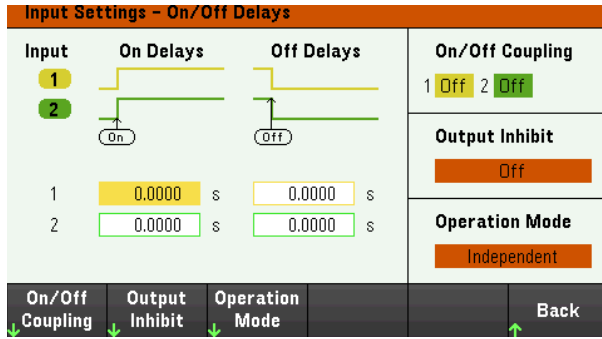 Input Settings – On/Off Delays
Input On Delays Off Delays
1
2
On Off
1 0.0000 s 0.0000 s
2 0.0000 s 0.0000 s
On/Off Coupling
1 Off 2 Off
Output Inhibit
Off
Operation Mode
Independent
On/Off Coupling
Output Inhibit
Operation Mode
Back